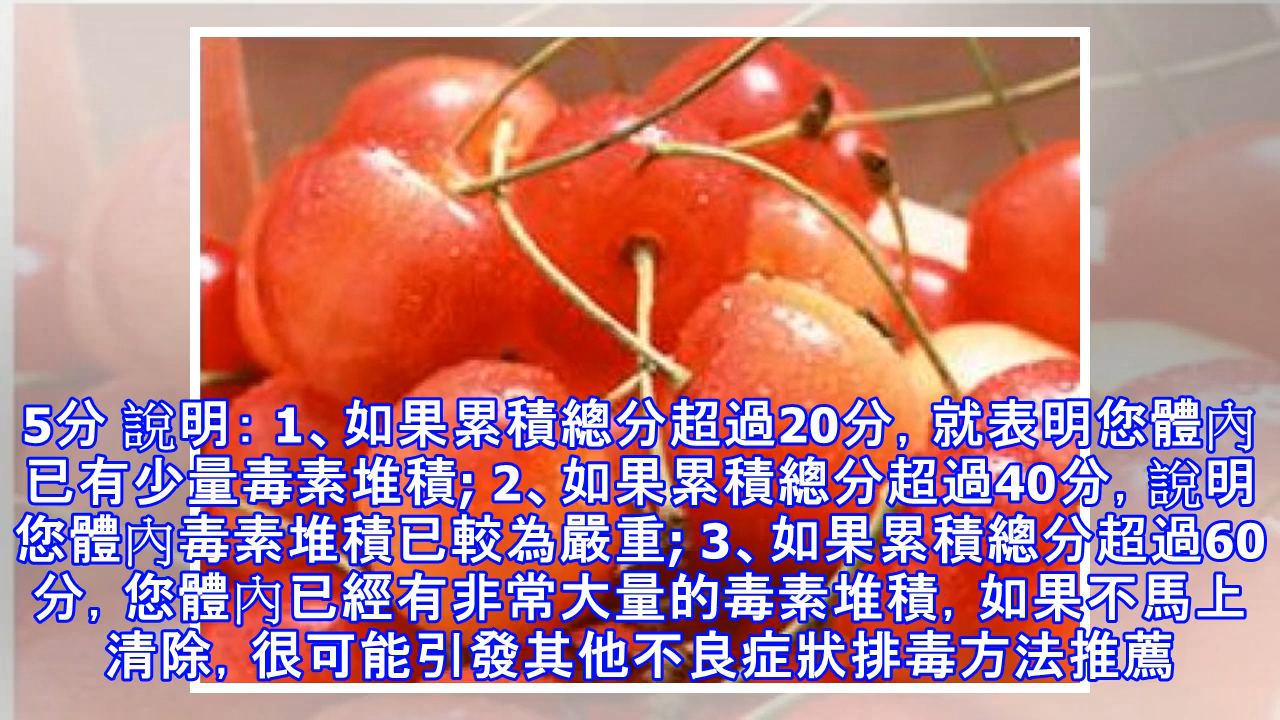 5分 說明: 1、如果累積總分超過20分, 就表明您體內
已有少量毒素堆積; 2、如果累積總分超過40分, 說明
您體內毒素堆積已較為嚴重; 3、如果累積總分超過60
分, 您體內已經有非常大量的毒素堆積, 如果不馬上
清除, 很可能引發其他不良症狀排毒方法推薦